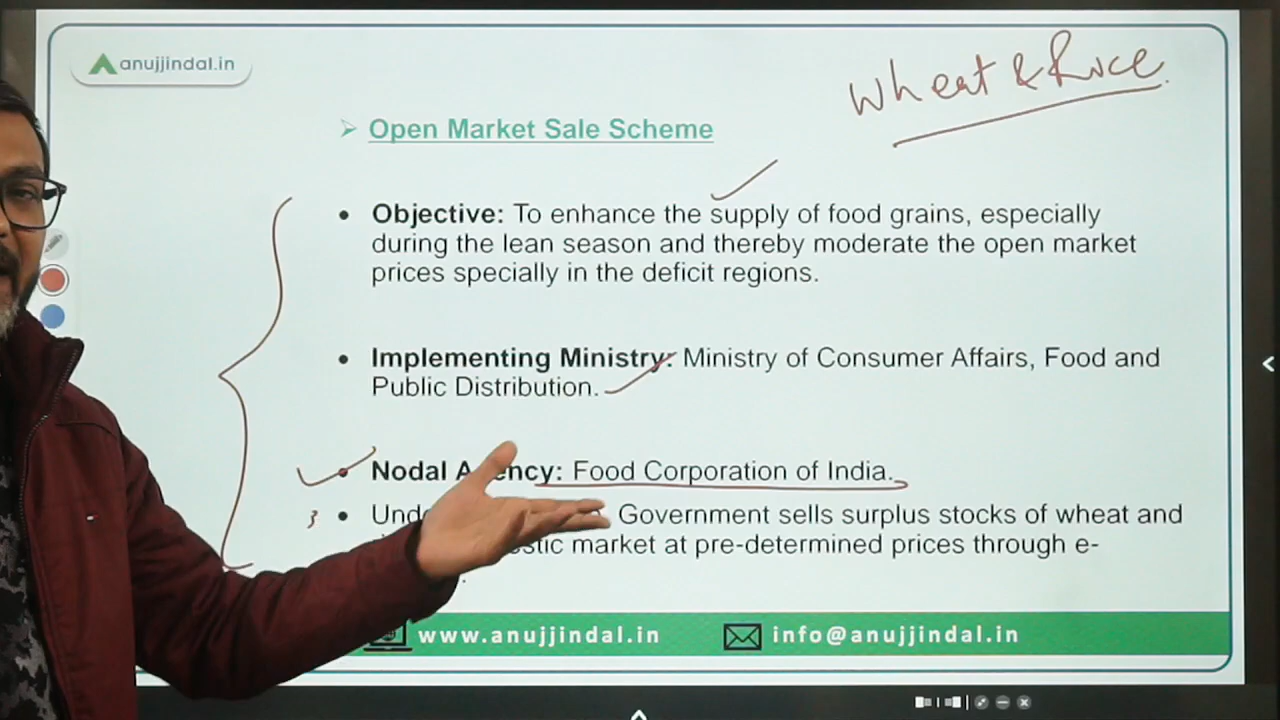 anujjindal.in
Wheat & Rice
Open Market Sale Scheme
Objective: To enhance the supply of food grains, especially
during the lean season and thereby moderate the open market
prices specially in the deficit regions.
Implementing Ministry: Ministry of Consumer Affairs, Food and
Public Distribution.
Nodal Agency: Food Corporation of India.
Government sells surplus stocks of wheat and
market at pre-determined prices through e-
www.anujjindal.in
info@anujjindal.in